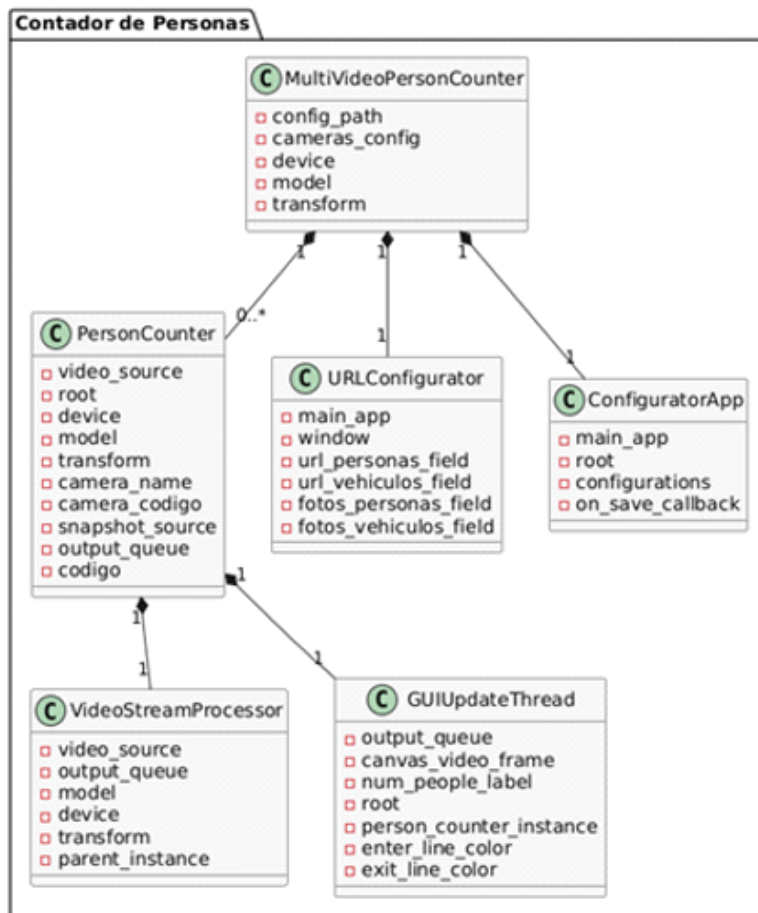 Contador de Personas
C MultiVideoPersonCounter
config_path
cameras_config
device
model
transform
1
1
1
0..*
1
1
C PersonCounter
video_source
root
device
model
transform
camera_name
camera_codigo
snapshot_source
output_queue
codigo
C URLConfigurator
main_app
window
url_personas_field
url_vehiculos_field
fotos_personas_field
fotos_vehiculos_field
C ConfiguratorApp
main_app
root
configurations
on_save_callback
1
1
1
1
C VideoStreamProcessor
video_source
output_queue
model
device
transform
parent_instance
C GUIUpdateThread
output_queue
canvas_video_frame
num_people_label
root
person_counter_instance
enter_line_color
exit_line_color